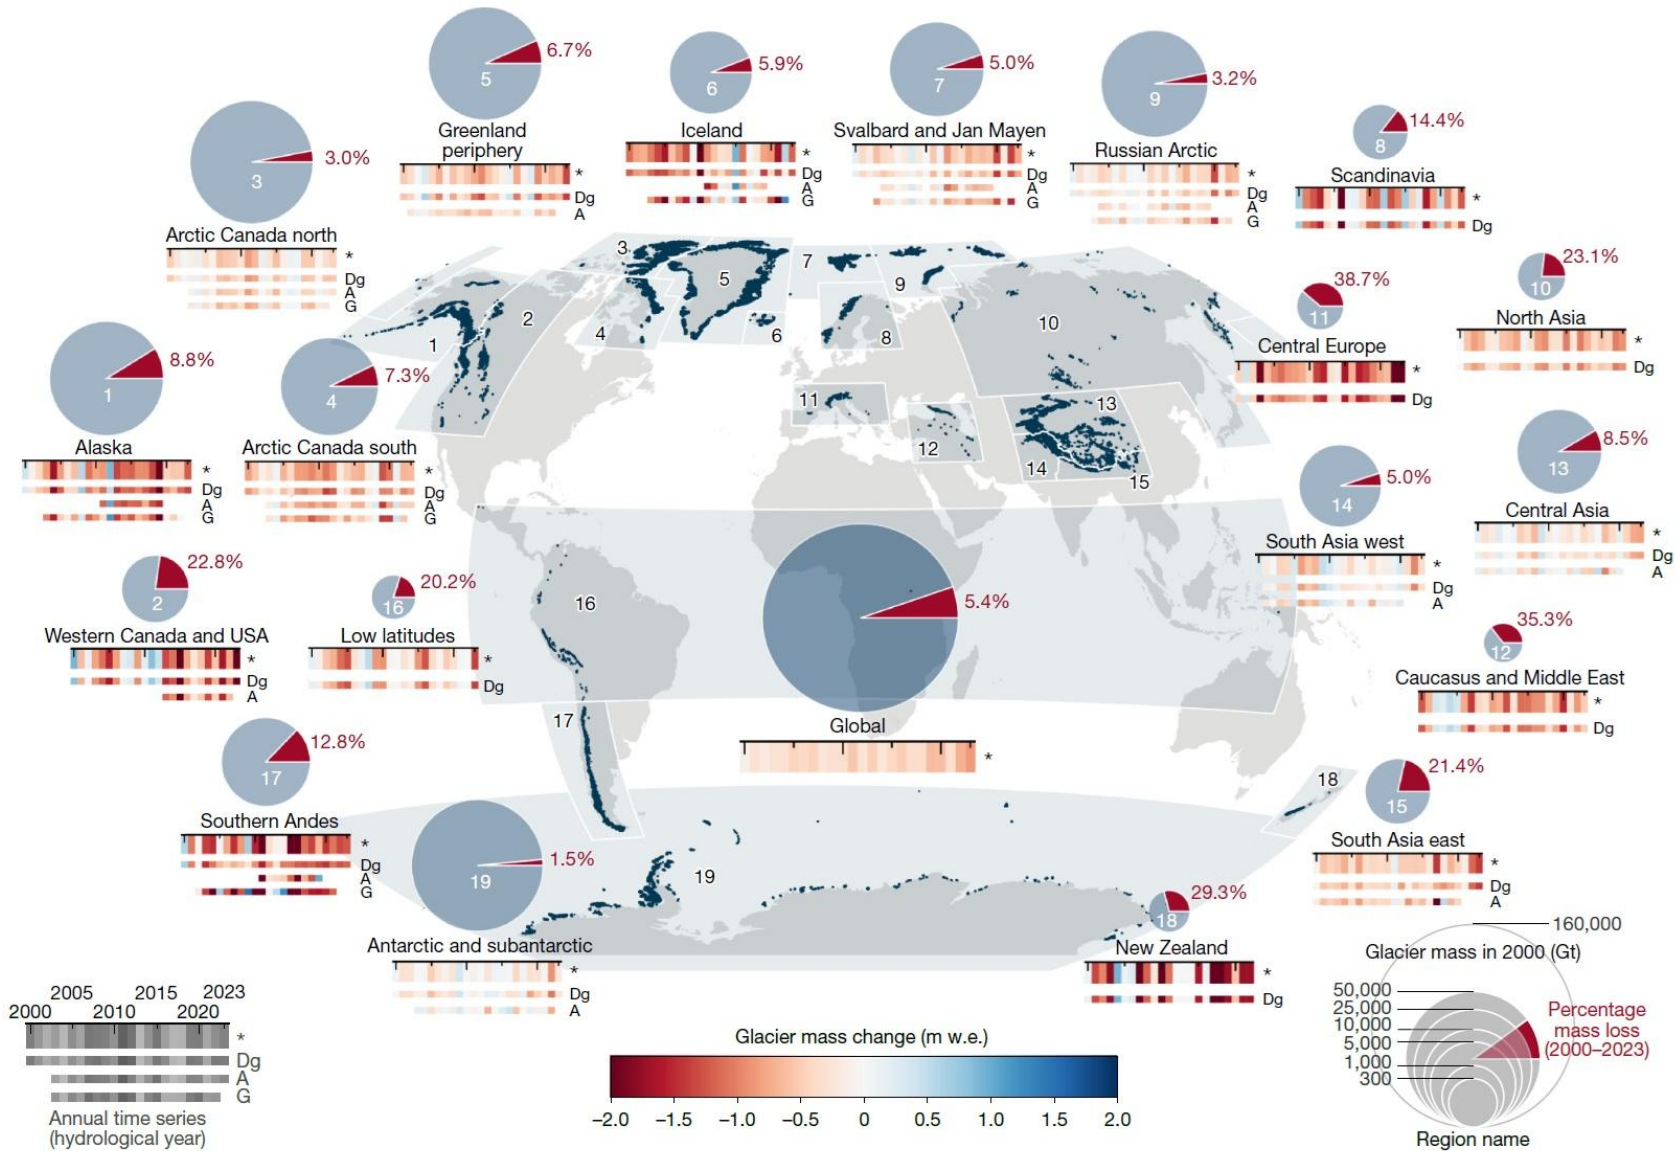 5
6.7%
Greenland
periphery
*
Dg
A
6
5.9%
Iceland
*
Dg
A
G
7
5.0%
Svalbard and Jan Mayen
*
Dg
A
G
9
3.2%
Russian Arctic
*
Dg
A
G
8
14.4%
Scandinavia
*
Dg
3
3.0%
Arctic Canada north
*
Dg
A
G
10
23.1%
North Asia
*
Dg
11
38.7%
Central Europe
*
Dg
1
8.8%
Alaska
*
Dg
A
G
4
7.3%
Arctic Canada south
*
Dg
A
G
1
2
3
4
5
6
7
8
9
10
11
12
13
14
15
16
17
18
19
13
8.5%
Central Asia
*
Dg
A
14
5.0%
South Asia west
*
Dg
A
2
22.8%
Western Canada and USA
*
Dg
A
16
20.2%
Low latitudes
*
Dg
5.4%
Global
*
12
35.3%
Caucasus and Middle East
*
Dg
17
12.8%
Southern Andes
*
Dg
A
G
19
1.5%
Antarctic and subantarctic
*
Dg
A
15
21.4%
South Asia east
*
Dg
A
18
29.3%
New Zealand
*
Dg
2005 2015 2023
2000 2010 2020
*
Dg
A
G
Annual time series
(hydrological year)
Glacier mass change (m w.e.)
–2.0 –1.5 –1.0 –0.5 0 0.5 1.0 1.5 2.0
160,000
Glacier mass in 2000 (Gt)
50,000
25,000
10,000
5,000
1,000
300
Percentage
mass loss
(2000–2023)
Region name